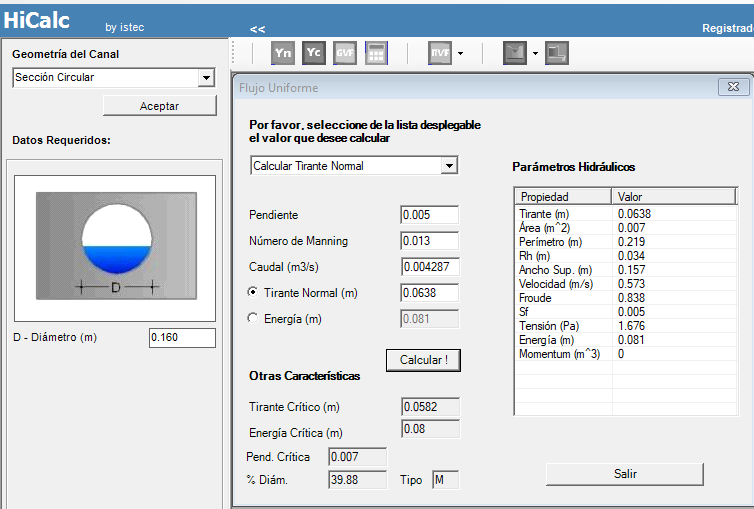 HiCalc by istec
<<
Registrad
Geometría del Canal
Sección Circular
Aceptar
Datos Requeridos:
D
D - Diámetro (m) 0.160
Yn Yc GVF RVF
Flujo Uniforme
Por favor, seleccione de la lista desplegable
el valor que desee calcular
Calcular Tirante Normal
Pendiente 0.005
Número de Manning 0.013
Caudal (m3/s) 0.004287
Tirante Normal (m) 0.0638
Energía (m) 0.081
Calcular !
Otras Características
Tirante Crítico (m) 0.0582
Energía Crítica (m) 0.08
Pend. Crítica 0.007
% Diám. 39.88 Tipo M
Parámetros Hidráulicos
Propiedad Valor
Tirante (m) 0.0638
Área (m^2) 0.007
Perímetro (m) 0.219
Rh (m) 0.034
Ancho Sup. (m) 0.157
Velocidad (m/s) 0.573
Froude 0.838
Sf 0.005
Tensión (Pa) 1.676
Energía (m) 0.081
Momentum (m^3) 0
Salir